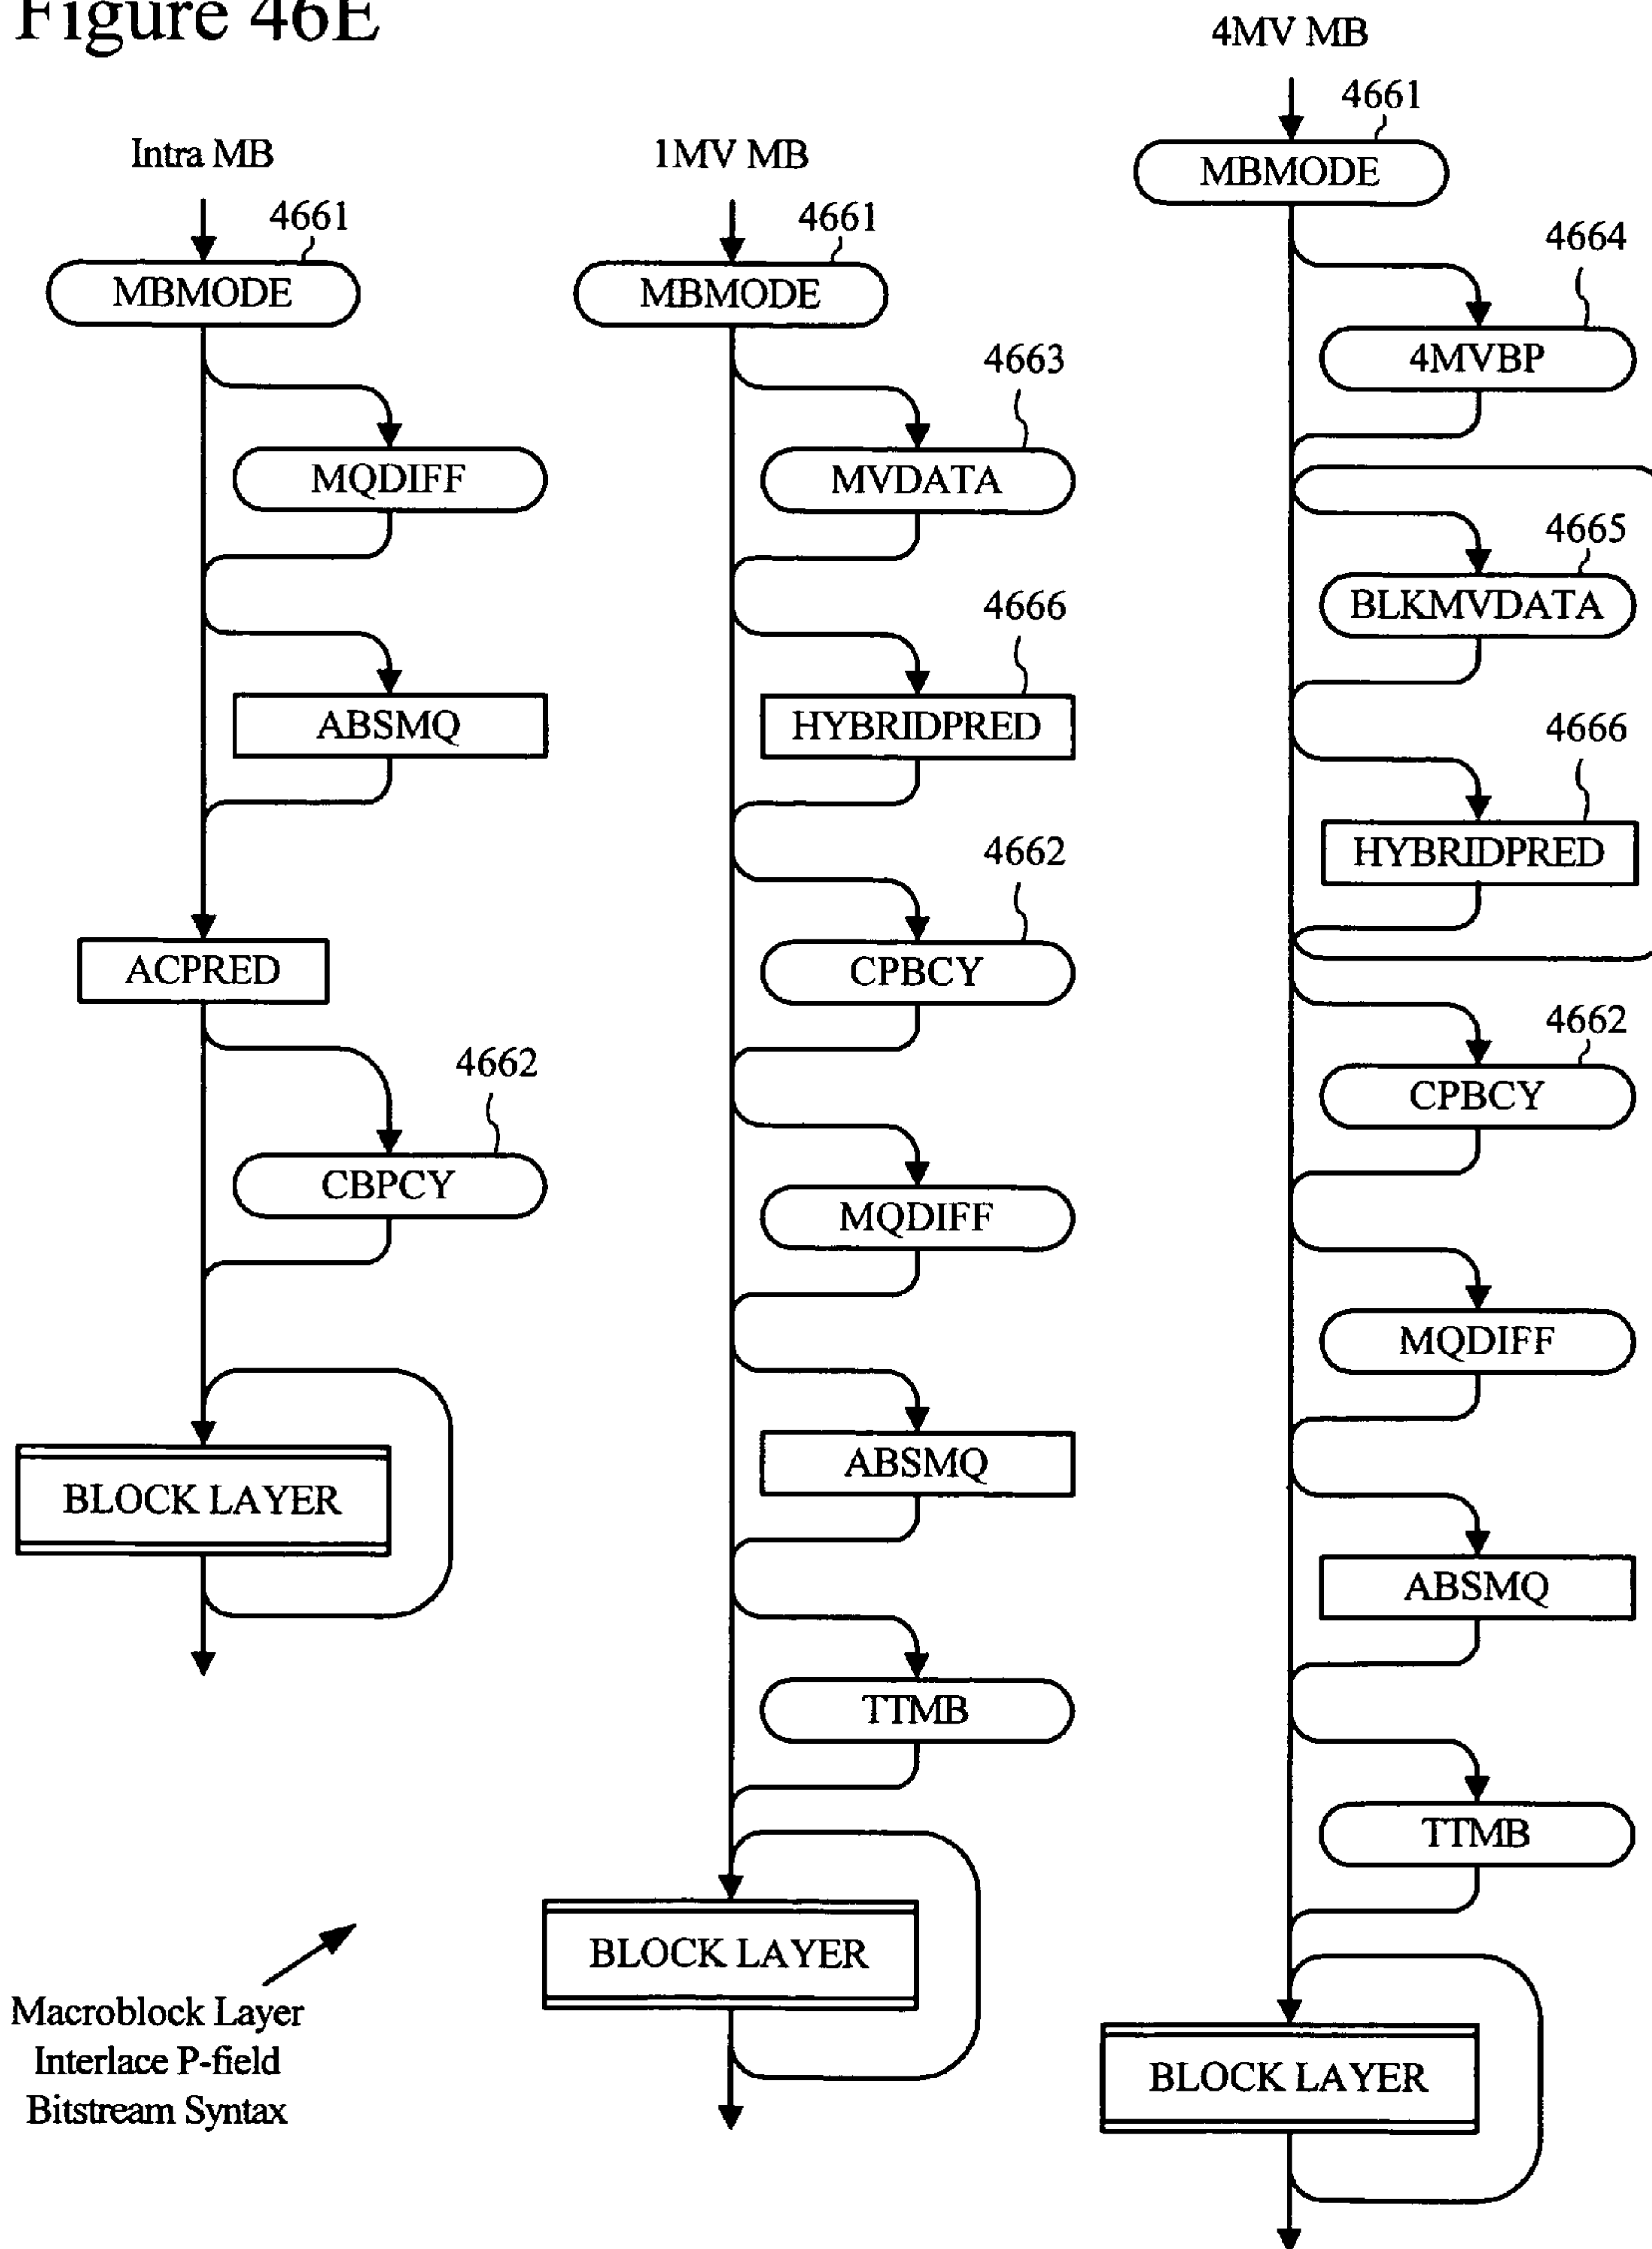 Figure 46E
Intra MB
4661
MBMODE
MQDIFF
ABSMQ
ACPRED
4662
CBPCY
BLOCK LAYER
Macroblock Layer
Interlace P-field
Bitstream Syntax
1MV MB
4661
MBMODE
4663
MVDATA
4666
HYBRIDPRED
4662
CPBCY
MQDIFF
ABSMQ
TTMB
BLOCK LAYER
4MV MB
4661
MBMODE
4664
4MVBP
4665
BLKMVDATA
4666
HYBRIDPRED
4662
CPBCY
MQDIFF
ABSMQ
TTMB
BLOCK LAYER